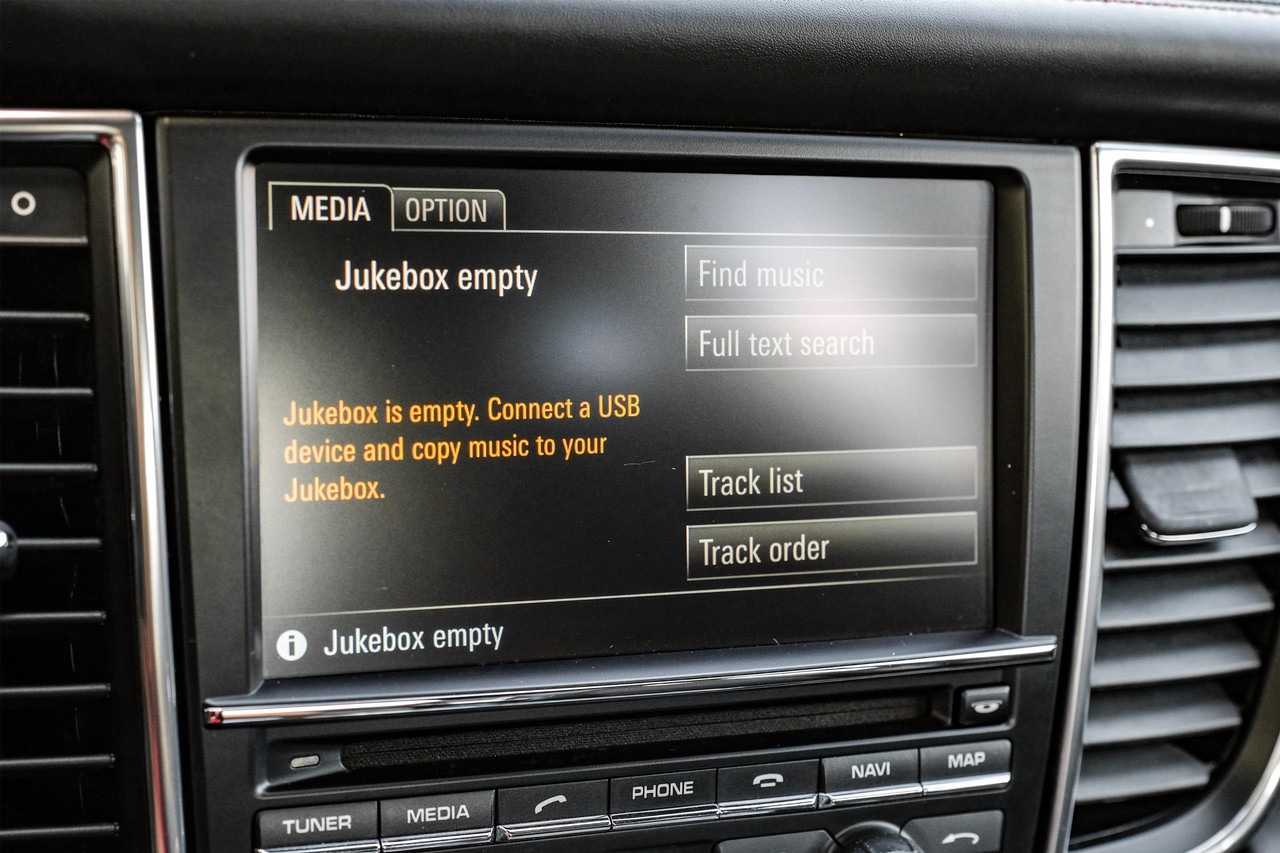 MEDIA OPTION
Jukebox empty
Find music
Full text search
Jukebox is empty. Connect a USB
device and copy music to your
Jukebox.
Track list
Track order
Jukebox empty
TUNER MEDIA PHONE NAVI MAP